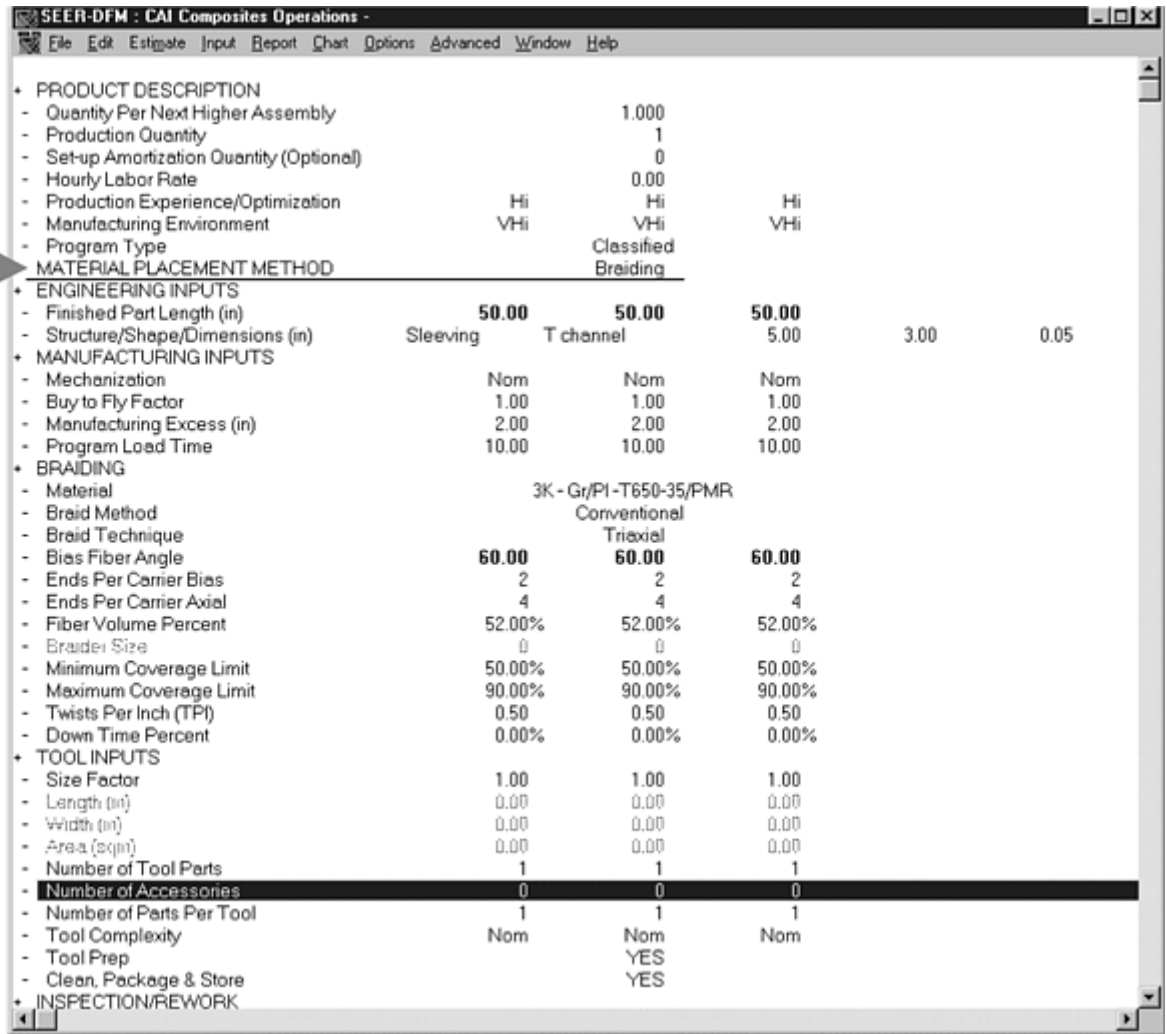 SEER-DFM : CAI Composites Operations -
File Edit Estimate Input Report Chart Options Advanced Window Help
+ PRODUCT DESCRIPTION
- Quantity Per Next Higher Assembly 1.000
- Production Quantity 1
- Set-up Amortization Quantity (Optional) 0
- Hourly Labor Rate 0.00
- Production Experience/Optimization Hi Hi Hi
- Manufacturing Environment VHi VHi VHi
- Program Type Classified
MATERIAL PLACEMENT METHOD Braiding
+ ENGINEERING INPUTS
- Finished Part Length (in) 50.00 50.00 50.00
- Structure/Shape/Dimensions (in) Sleeving T channel 5.00 3.00 0.05
+ MANUFACTURING INPUTS
- Mechanization Nom Nom Nom
- Buy to Fly Factor 1.00 1.00 1.00
- Manufacturing Excess (in) 2.00 2.00 2.00
- Program Load Time 10.00 10.00 10.00
+ BRAIDING
- Material 3K - Gr/PI -T650-35/PMR
- Braid Method Conventional
- Braid Technique Triaxial
- Bias Fiber Angle 60.00 60.00 60.00
- Ends Per Carrier Bias 2 2 2
- Ends Per Carrier Axial 4 4 4
- Fiber Volume Percent 52.00% 52.00% 52.00%
- Braider Size 0 0 0
- Minimum Coverage Limit 50.00% 50.00% 50.00%
- Maximum Coverage Limit 90.00% 90.00% 90.00%
- Twists Per Inch (TPI) 0.50 0.50 0.50
- Down Time Percent 0.00% 0.00% 0.00%
+ TOOL INPUTS
- Size Factor 1.00 1.00 1.00
- Length (in) 0.00 0.00 0.00
- Width (in) 0.00 0.00 0.00
- Area (sqin) 0.00 0.00 0.00
- Number of Tool Parts 1 1 1
- Number of Accessories 0 0 0
- Number of Parts Per Tool 1 1 1
- Tool Complexity Nom Nom Nom
- Tool Prep YES
- Clean, Package & Store YES
+ INSPECTION/REWORK